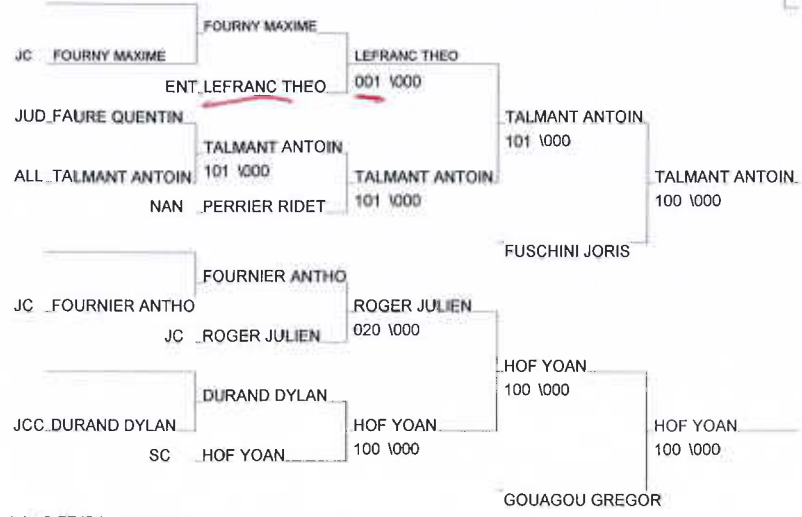 FOURNY MAXIME
JC FOURNY MAXIME LEFRANC THEO
ENT LEFRANC THEO 001 \000
JUD FAURE QUENTIN TALMANT ANTOIN
TALMANT ANTOIN 101 \000
ALL TALMANT ANTOIN 101 \000 TALMANT ANTOIN TALMANT ANTOIN
NAN PERRIER RIDET 101 \000 100 \000
FUSCHINI JORIS
FOURNIER ANTHO
JC FOURNIER ANTHO ROGER JULIEN
JC ROGER JULIEN 020 \000
HOF YOAN
DURAND DYLAN 100 \000
JCC DURAND DYLAN HOF YOAN HOF YOAN
SC HOF YOAN 100 \000 100 \000
GOUAGOU GREGOR